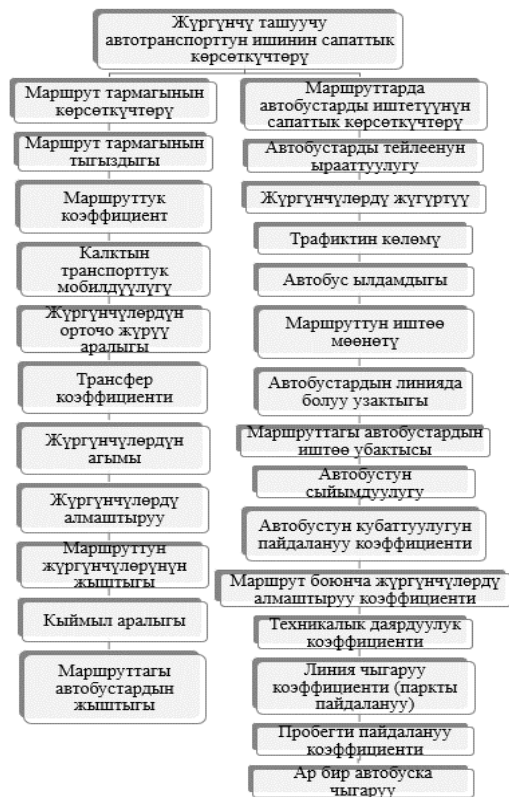 Жүргүнчү ташуучу
автотранспорттун ишинин сапаттык
көрсөткүчтөрү
Маршрут тармагынын
көрсөткүчтөрү
Маршрут тармагынын
тыгыздыгы
Маршруттук
коэффициент
Калктын
транспорттук
мобилдүүлүгү
Жүргүнчүлөрдүн
орточо жүрүү
аралыгы
Трансфер
коэффициенти
Жүргүнчүлөрдүн
агымы
Жүргүнчүлөрдү
алмаштыруу
Маршруттун
жүргүнчүлөрүнүн
жыштыгы
Кыймыл аралыгы
Маршруттагы
автобустардын
жыштыгы
Маршруттарда
автобустарды иштетүүнүн
сапаттык көрсөткүчтөрү
Автобустарды тейлеенун
ырааттуулугу
Жүргүнчүлөрдү жүгүртүү
Трафиктин көлөмү
Автобус ылдамдыгы
Маршруттун иштөө
мөөнөтү
Автобустардын линияда
болуу узактыгы
Маршруттагы автобустардын
иштөө убактысы
Автобустун
сыйымдуулугу
Автобустун кубаттуулугун
пайдалануу коэффициенти
Маршрут боюнча жүргүнчүлөрдү
алмаштыруу коэффициенти
Техникалык даярдуулук
коэффициенти
Линия чыгаруу
коэффициенти (паркты
пайдалануу)
Пробегти пайдалануу
коэффициенти
Ар бир автобуска
чыгаруу